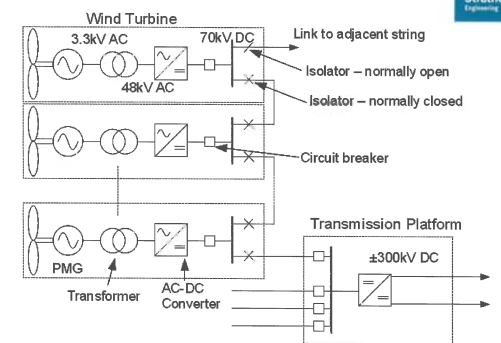 Engineering
Wind Turbine
3.3kV AC
70kV DC
Link to adjacent string
Isolator – normally open
48kV AC
Isolator – normally closed
Circuit breaker
Transmission Platform
±300kV DC
PMG
Transformer
AC-DC
Converter